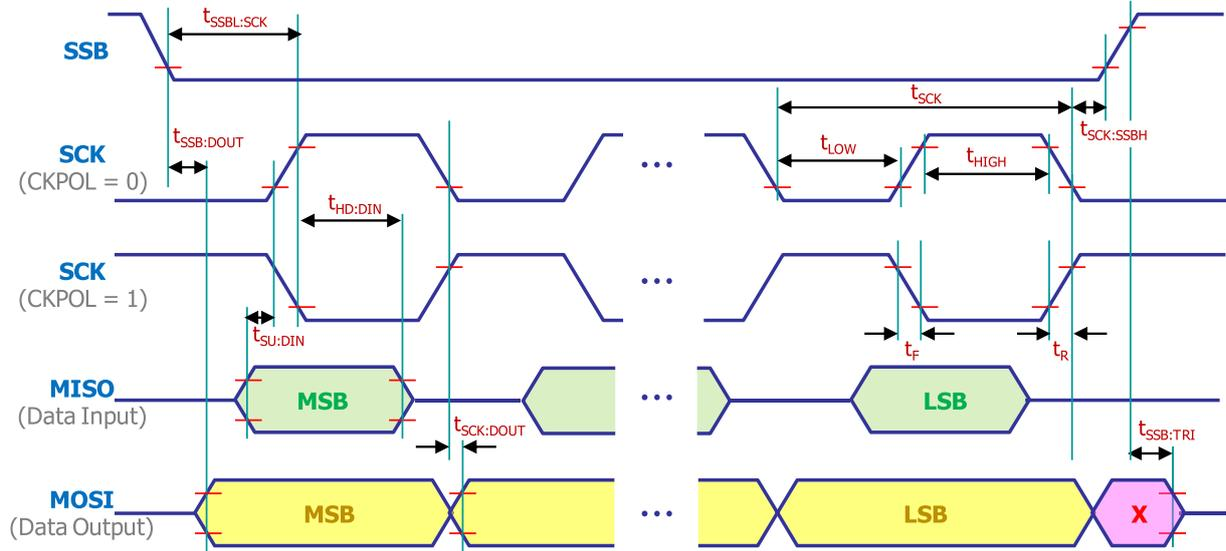 tSSBL:SCK
SSB
tSCK
tSSB:DOUT
tSCK:SSBH
SCK
(CKPOL = 0)
tLOW
tHIGH
...
tHD:DIN
SCK
(CKPOL = 1)
...
tSU:DIN
tF
tR
MISO
(Data Input)
MSB
...
LSB
tSCK:DOUT
tSSB:TRI
MOSI
(Data Output)
MSB
...
LSB
X